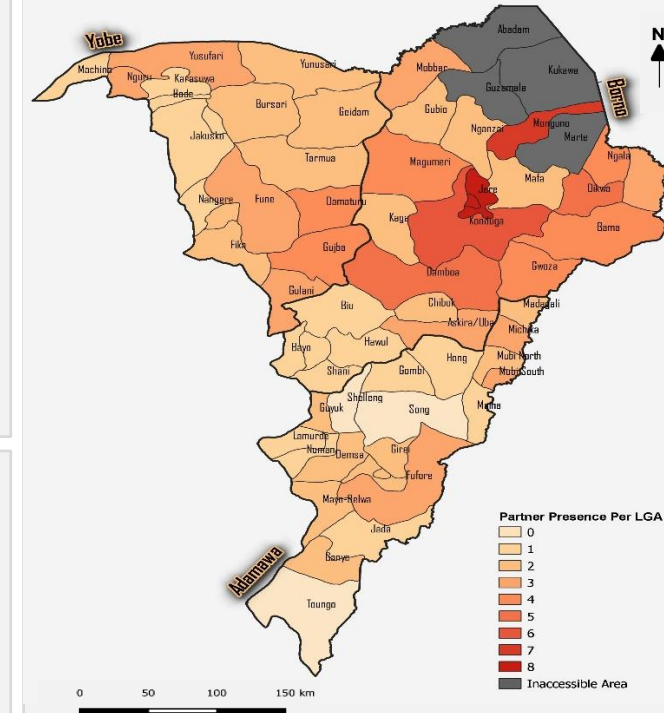 Abadam
N
Yobe
Yusufari
Yunusari
Mobbar
Kukawa
Machina
Nguru
Karasuwa
Guzamala
Borno
Bade
Bursari
Geidam
Gubio
Monguno
Nganzai
Marte
Jakusko
Tarmua
Magumeri
Ngala
Jere
Mafa
Dikwa
Nangere
Fune
Damaturu
Kaga
Konduga
Bama
Fika
Gujba
Gwoza
Damboa
Gulani
Biu
Chibuk
Madagali
Askira/Uba
Michika
Hawul
Bayo
Hong
Mubi North
Shani
Gombi
Mubi South
Shelleng
Guyuk
Song
Maiha
Lamurde
Numan
Demsa
Girei
Fufore
Mayo-Belwa
Jada
Ganye
Adamawa
Toungo
Partner Presence Per LGA
0
1
2
3
4
5
6
7
8
Inaccessible Area
0 50 100 150 km